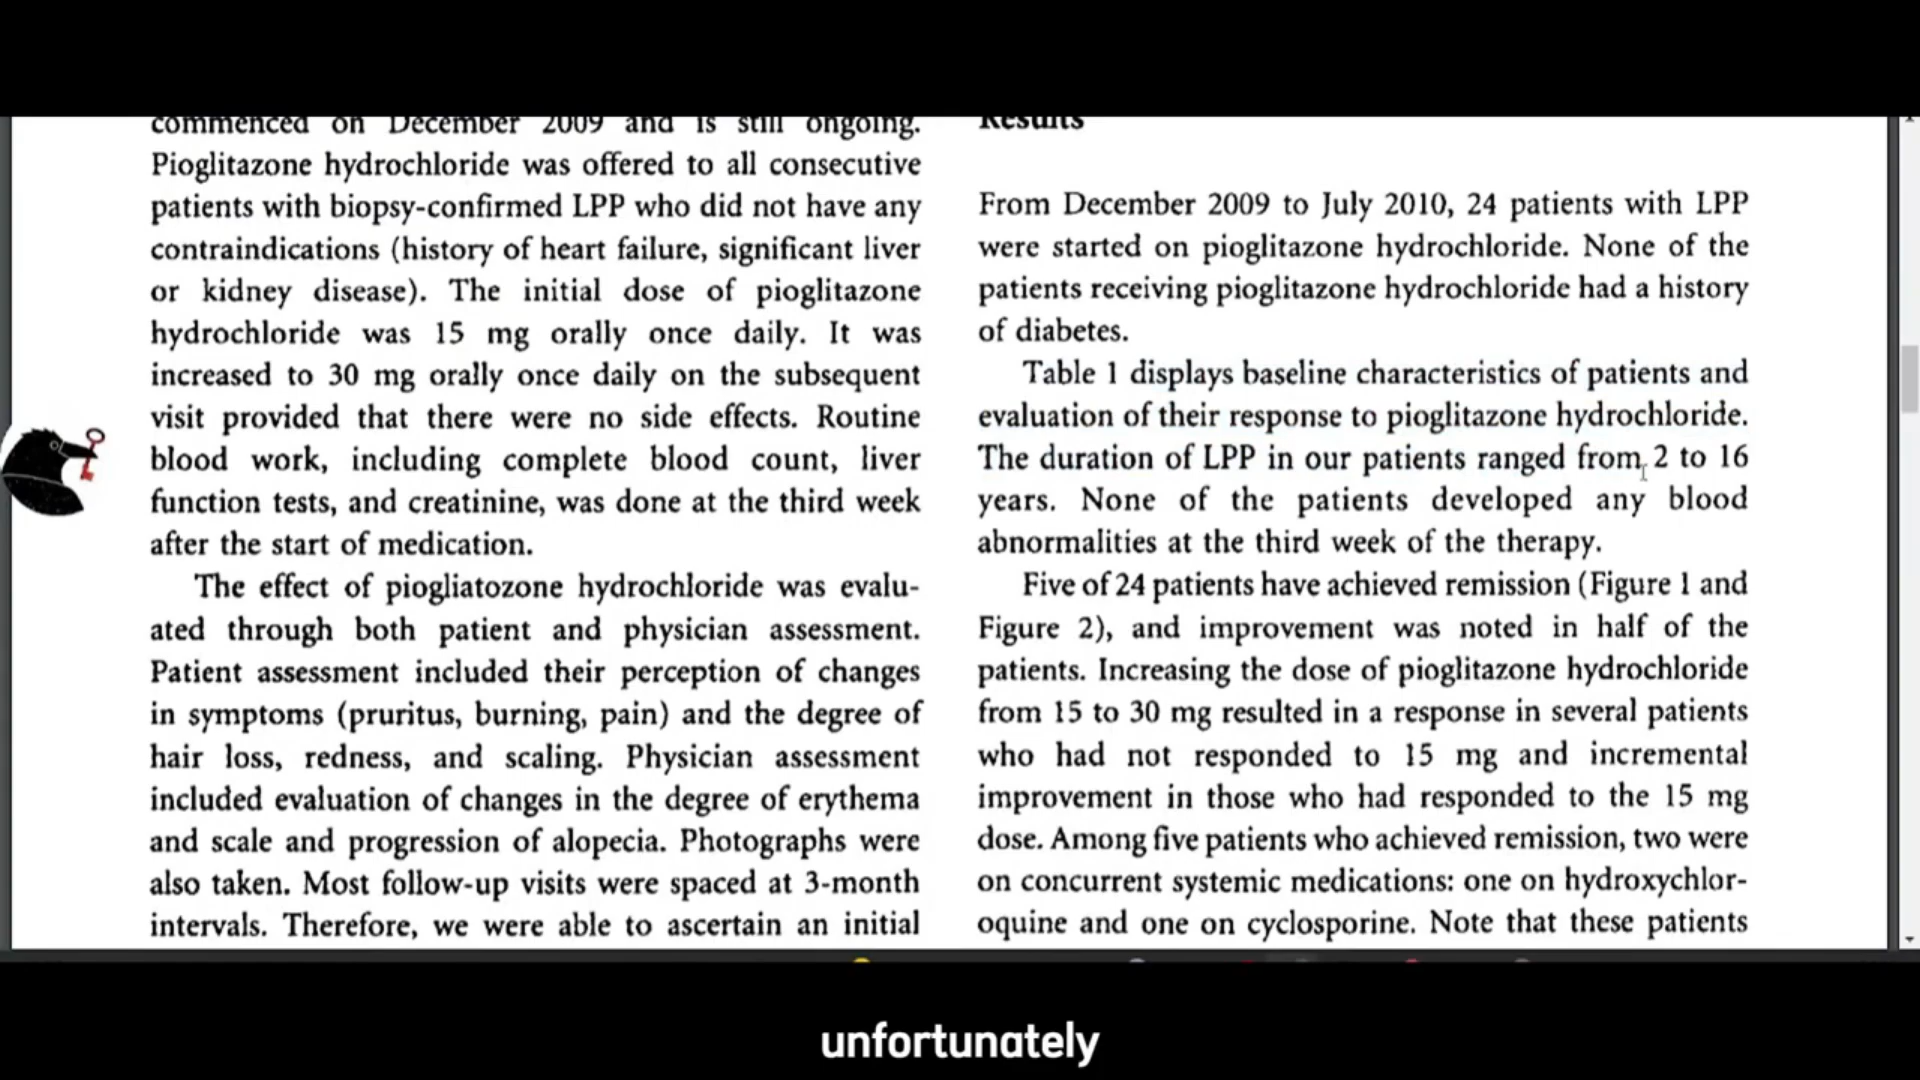 commenced on December 2009 and is still ongoing.
Pioglitazone hydrochloride was offered to all consecutive
patients with biopsy-confirmed LPP who did not have any
contraindications (history of heart failure, significant liver
or kidney disease). The initial dose of pioglitazone
hydrochloride was 15 mg orally once daily. It was
increased to 30 mg orally once daily on the subsequent
visit provided that there were no side effects. Routine
blood work, including complete blood count, liver
function tests, and creatinine, was done at the third week
after the start of medication.
The effect of piogliatozone hydrochloride was evalu-
ated through both patient and physician assessment.
Patient assessment included their perception of changes
in symptoms (pruritus, burning, pain) and the degree of
hair loss, redness, and scaling. Physician assessment
included evaluation of changes in the degree of erythema
and scale and progression of alopecia. Photographs were
also taken. Most follow-up visits were spaced at 3-month
intervals. Therefore, we were able to ascertain an initial
Results
From December 2009 to July 2010, 24 patients with LPP
were started on pioglitazone hydrochloride. None of the
patients receiving pioglitazone hydrochloride had a history
of diabetes.
Table 1 displays baseline characteristics of patients and
evaluation of their response to pioglitazone hydrochloride.
The duration of LPP in our patients ranged from 2 to 16
years. None of the patients developed any blood
abnormalities at the third week of the therapy.
Five of 24 patients have achieved remission (Figure 1 and
Figure 2), and improvement was noted in half of the
patients. Increasing the dose of pioglitazone hydrochloride
from 15 to 30 mg resulted in a response in several patients
who had not responded to 15 mg and incremental
improvement in those who had responded to the 15 mg
dose. Among five patients who achieved remission, two were
on concurrent systemic medications: one on hydroxychlor-
oquine and one on cyclosporine. Note that these patients
unfortunately